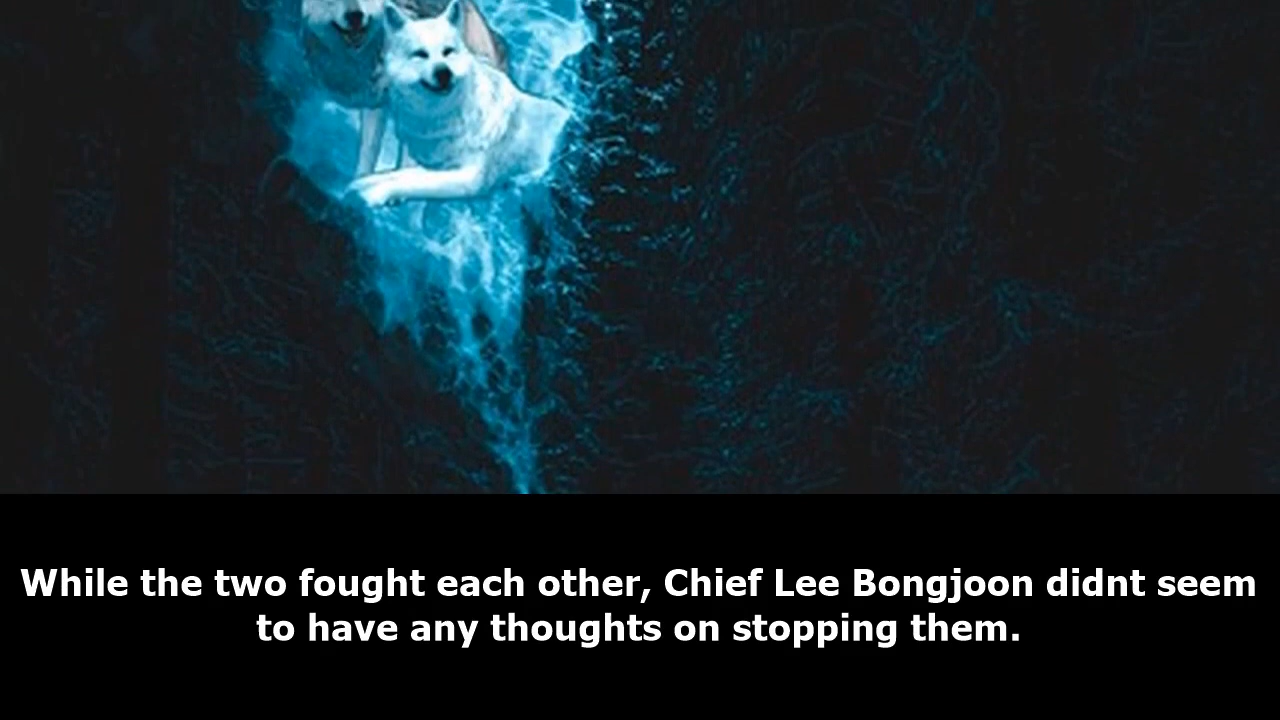 While the two fought each other, Chief Lee Bongjoon didnt seem
to have any thoughts on stopping them.